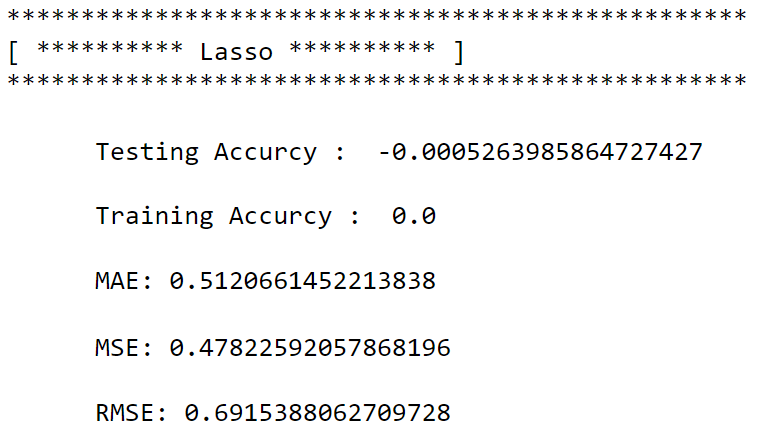 **************************************************
[ ********** Lasso ********** ]
**************************************************
Testing Accurcy :  -0.0005263985864727427
Training Accurcy :  0.0
MAE: 0.5120661452213838
MSE: 0.47822592057868196
RMSE: 0.6915388062709728